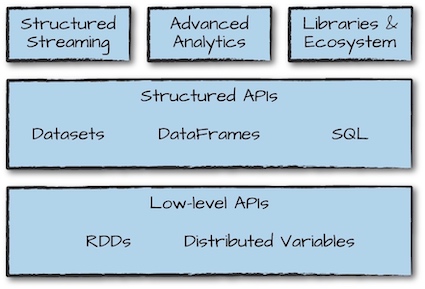 Structured
Streaming
Advanced
Analytics
Libraries &
Ecosystem
Structured APIs
Datasets DataFrames SQL
Low-level APIs
RDDs Distributed Variables